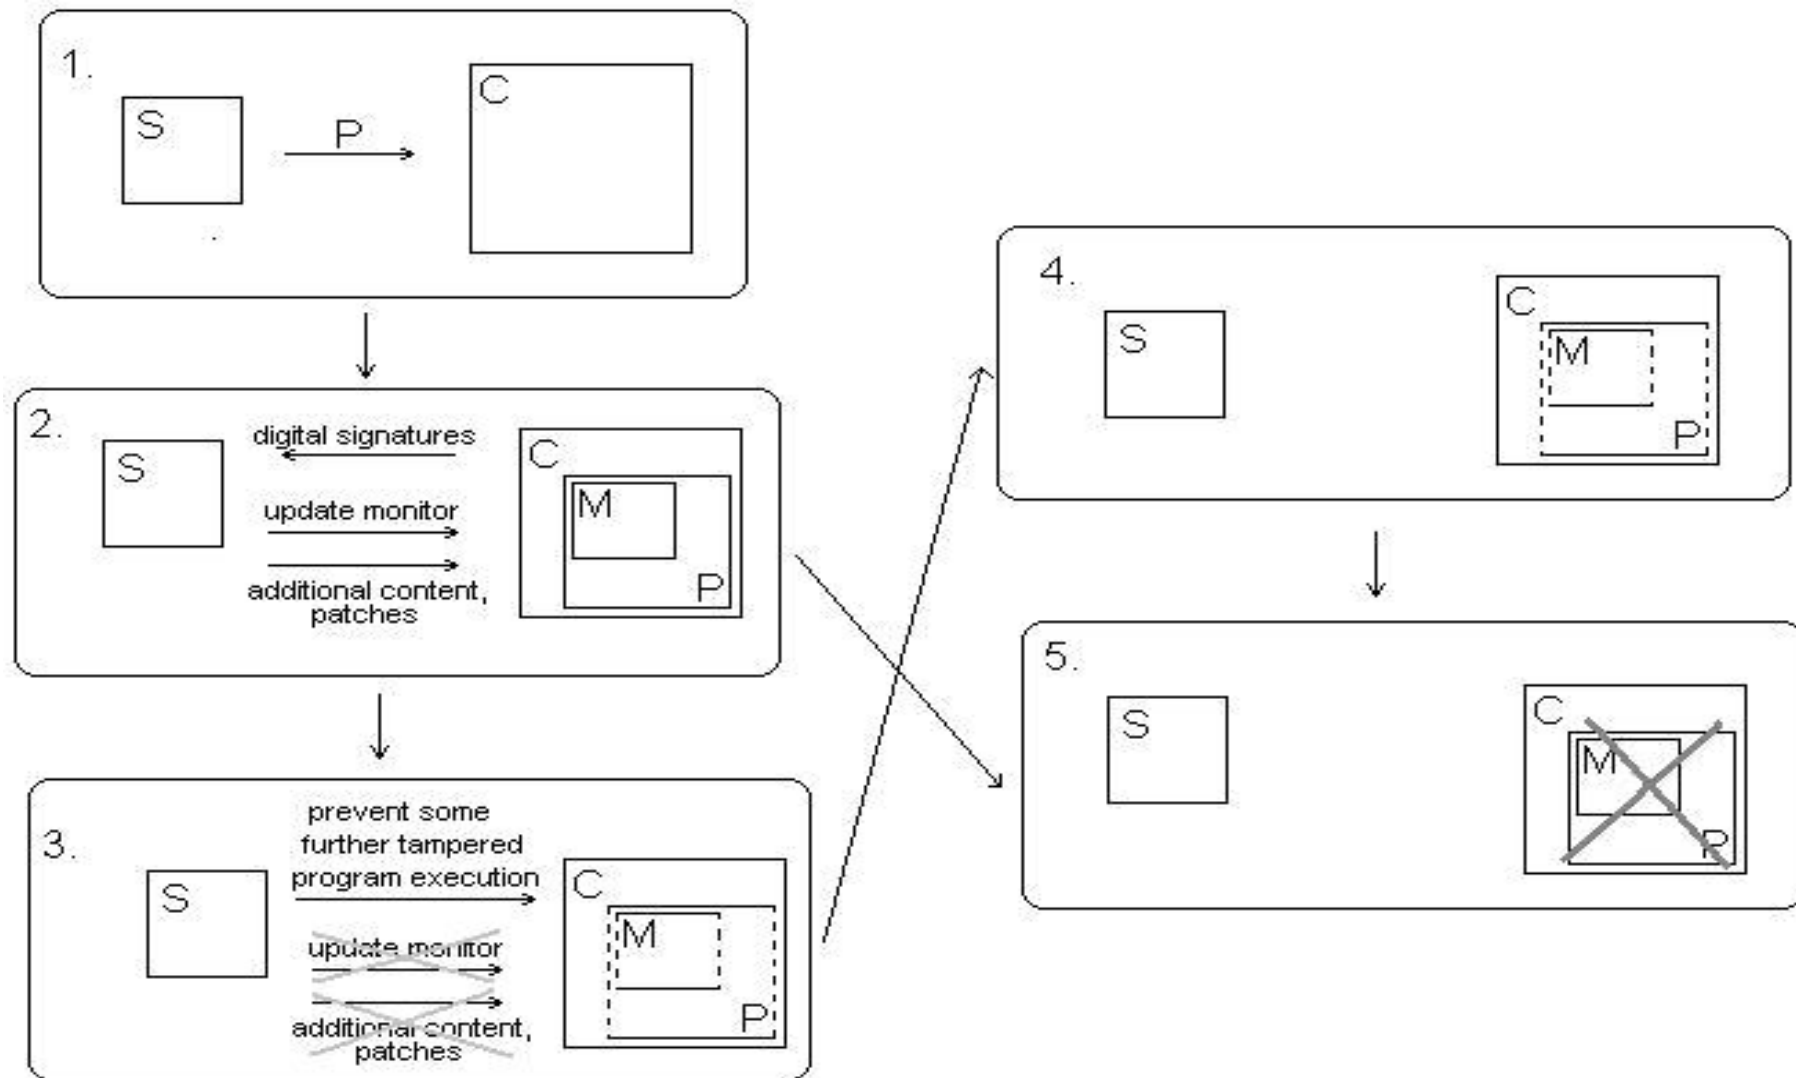 1.
S
P
C
2.
S
digital signatures
update monitor
additional content,
patches
C
M
P
3.
S
prevent some
further tampered
program execution
update monitor
additional content,
patches
C
M
P
4.
S
C
M
P
5.
S
C
M
P